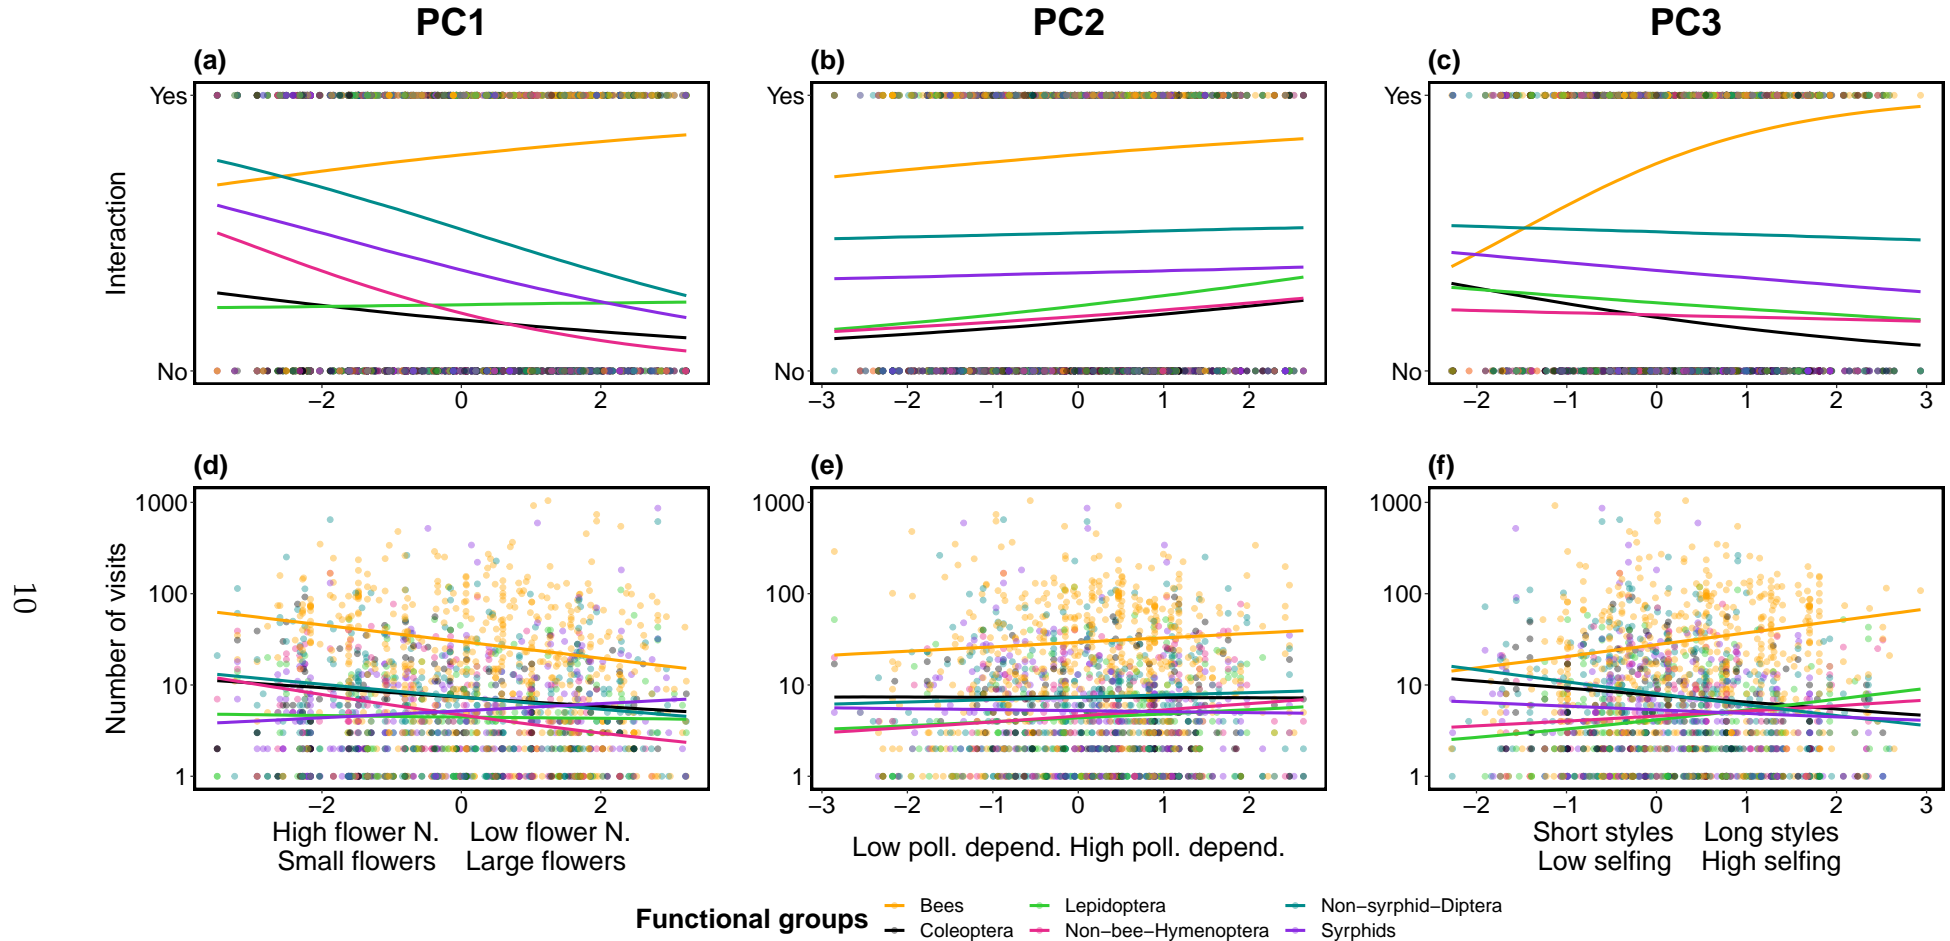 PC1 PC2 PC3
(a) (b) (c)
Yes Yes Yes
Interaction
No No No
−2 0 2 −3 −2 −1 0 1 2 −2 −1 0 1 2 3
(d) (e) (f)
1000 1000 1000
100 100 100
Number of visits
10 10 10
1 1 1
−2 0 2 −3 −2 −1 0 1 2 −2 −1 0 1 2 3
High flower N. Low flower N.
Small flowers Large flowers
Low poll. depend. High poll. depend.
Short styles Long styles
Low selfing High selfing
Functional groups
Bees Lepidoptera Non−syrphid−Diptera
Coleoptera Non−bee−Hymenoptera Syrphids
10